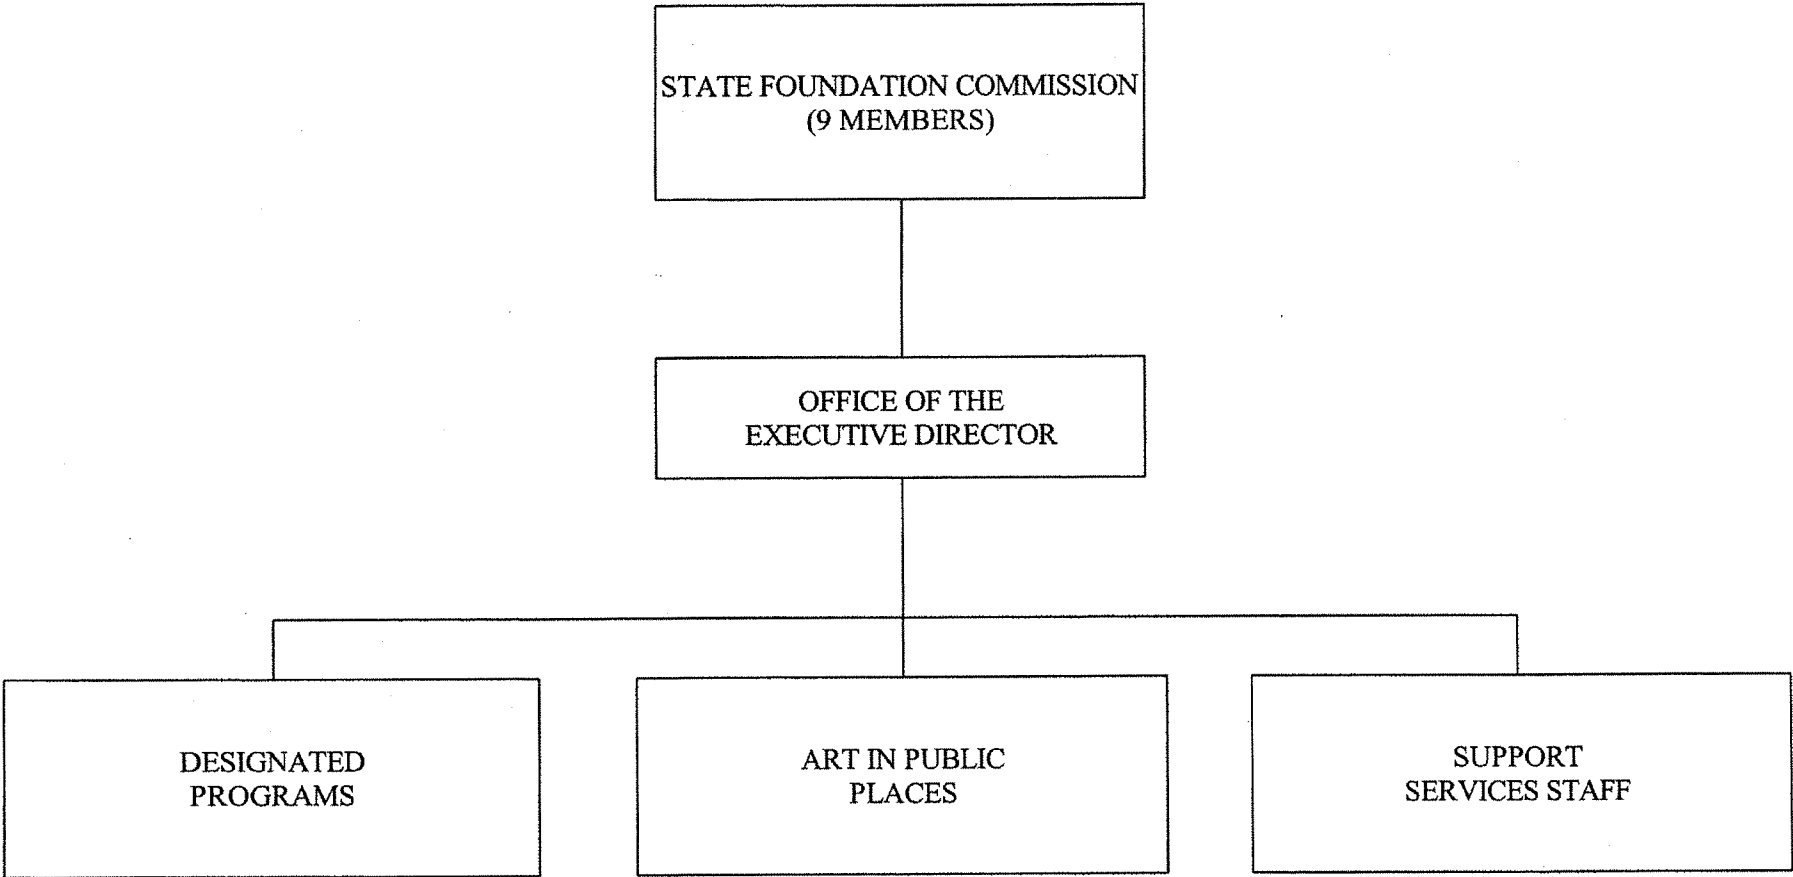 STATE FOUNDATION COMMISSION
(9 MEMBERS)
OFFICE OF THE
EXECUTIVE DIRECTOR
DESIGNATED
PROGRAMS
ART IN PUBLIC
PLACES
SUPPORT
SERVICES STAFF